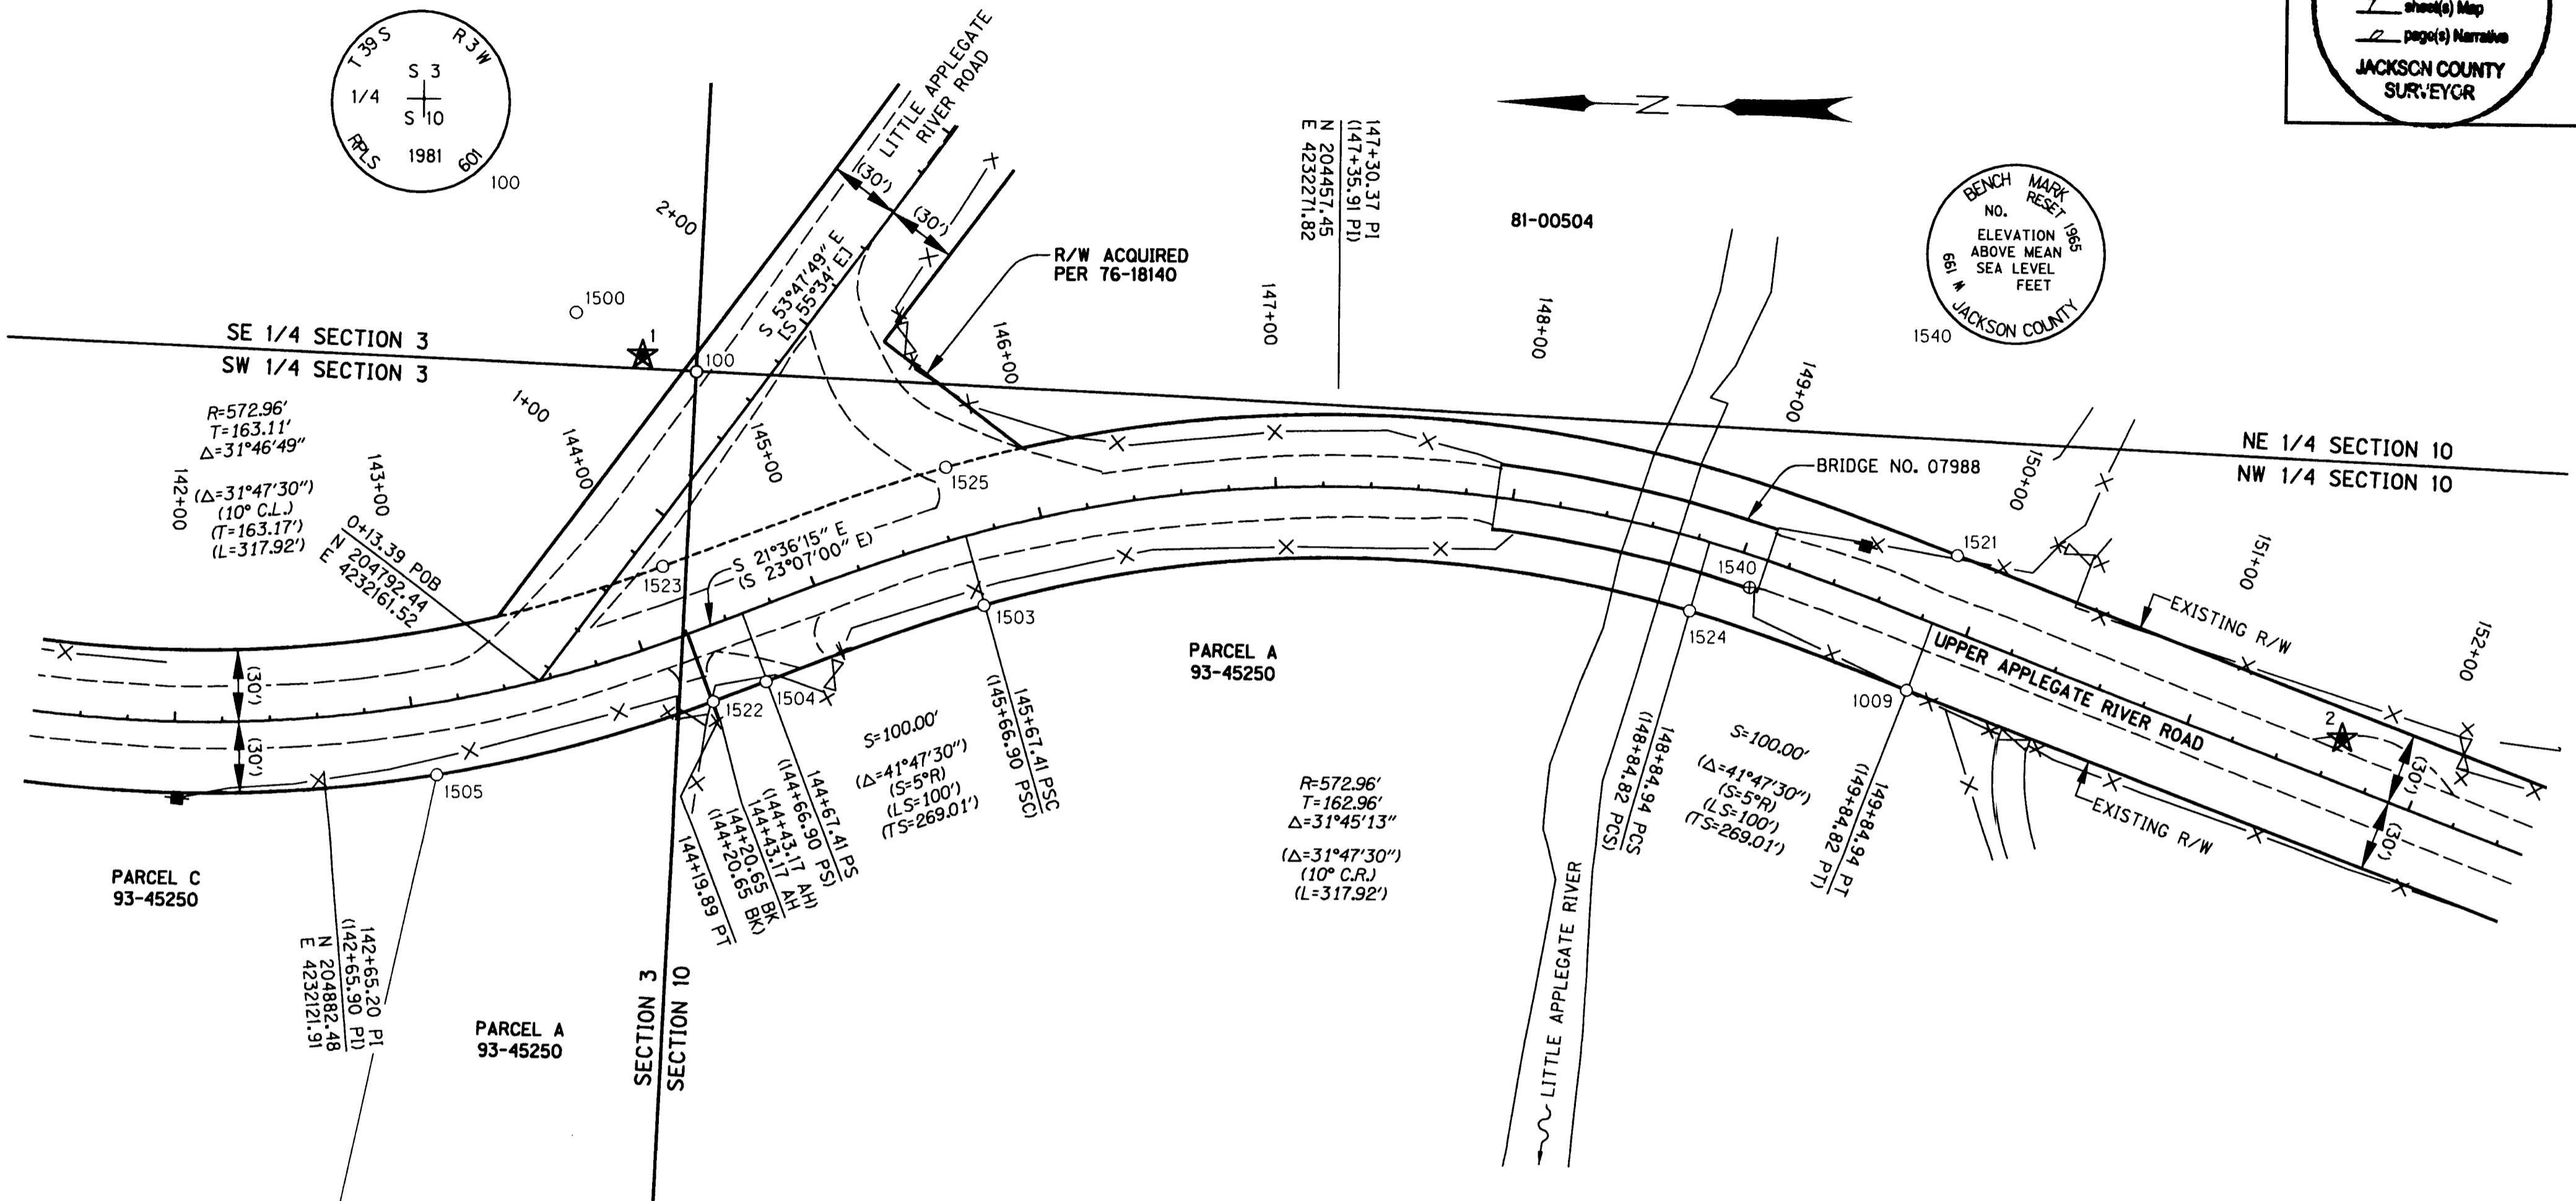 T 39 S R 3 W
S 3
1/4
S 10
RPLS 1981 601
100
LITTLE APPLEGATE
RIVER ROAD
(30')
(30')
2+00
S 53°47'49" E
[S 55°34' E]
R/W ACQUIRED
PER 76-18140
147+30.37 PI
(147+35.91 PI)
N 204457.45
E 4232271.82
N
81-00504
sheet(s) Map
page(s) Narrative
JACKSON COUNTY
SURVEYOR
BENCH MARK
NO. RESET 1965
ELEVATION
ABOVE MEAN
SEA LEVEL
FEET
M 199
JACKSON COUNTY
1540
1500
1
100
SE 1/4 SECTION 3
SW 1/4 SECTION 3
R=572.96'
T=163.11'
Δ=31°46'49"
(Δ=31°47'30")
(10° C.L.)
(T=163.17')
(L=317.92')
142+00
143+00
1+00
144+00
145+00
146+00
147+00
148+00
149+00
150+00
151+00
152+00
0+13.39 POB
N 204792.44
E 4232161.52
1525
1523
S 21°36'15" E
(S 23°07'00" E)
BRIDGE NO. 07988
NE 1/4 SECTION 10
NW 1/4 SECTION 10
1521
1540
EXISTING R/W
1503
1524
1504
1522
1505
1009
PARCEL A
93-45250
UPPER APPLEGATE RIVER ROAD
2
(30')
(30')
(30')
(30')
EXISTING R/W
S=100.00'
(Δ=41°47'30")
(S=5°R)
(LS=100')
(TS=269.01')
145+67.41 PSC
(145+66.90 PSC)
144+67.41 PS
(144+66.90 PS)
(144+43.17 AH)
144+43.17 AH
144+20.65 BK
(144+20.65 BK)
144+19.89 PT
R=572.96'
T=162.96'
Δ=31°45'13"
(Δ=31°47'30")
(10° C.R.)
(L=317.92')
148+84.94 PCS
(148+84.82 PCS)
S=100.00'
(Δ=41°47'30")
(S=5°R)
(LS=100')
(TS=269.01')
149+84.94 PT
(149+84.82 PT)
LITTLE APPLEGATE RIVER
PARCEL C
93-45250
142+65.20 PI
(142+65.90 PI)
N 204882.48
E 4232121.91
PARCEL A
93-45250
SECTION 3
SECTION 10